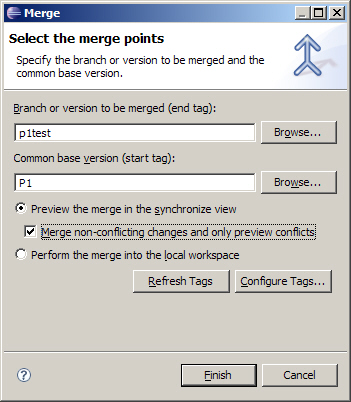 Merge
Select the merge points
Specify the branch or version to be merged and the
common base version.
Branch or version to be merged (end tag):
p1test
Browse...
Common base version (start tag):
P1
Browse...
Preview the merge in the synchronize view
Merge non-conflicting changes and only preview conflicts
Perform the merge into the local workspace
Refresh Tags
Configure Tags...
?
Finish
Cancel